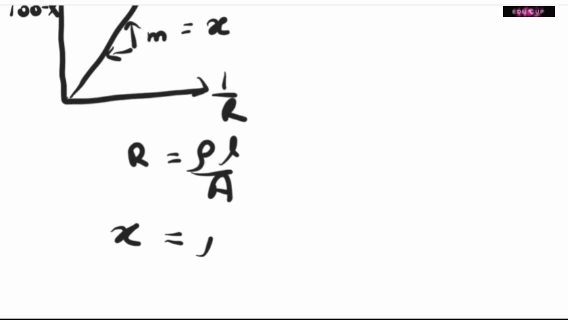 100-x
m = x
1/R
R = ρl/A
x =